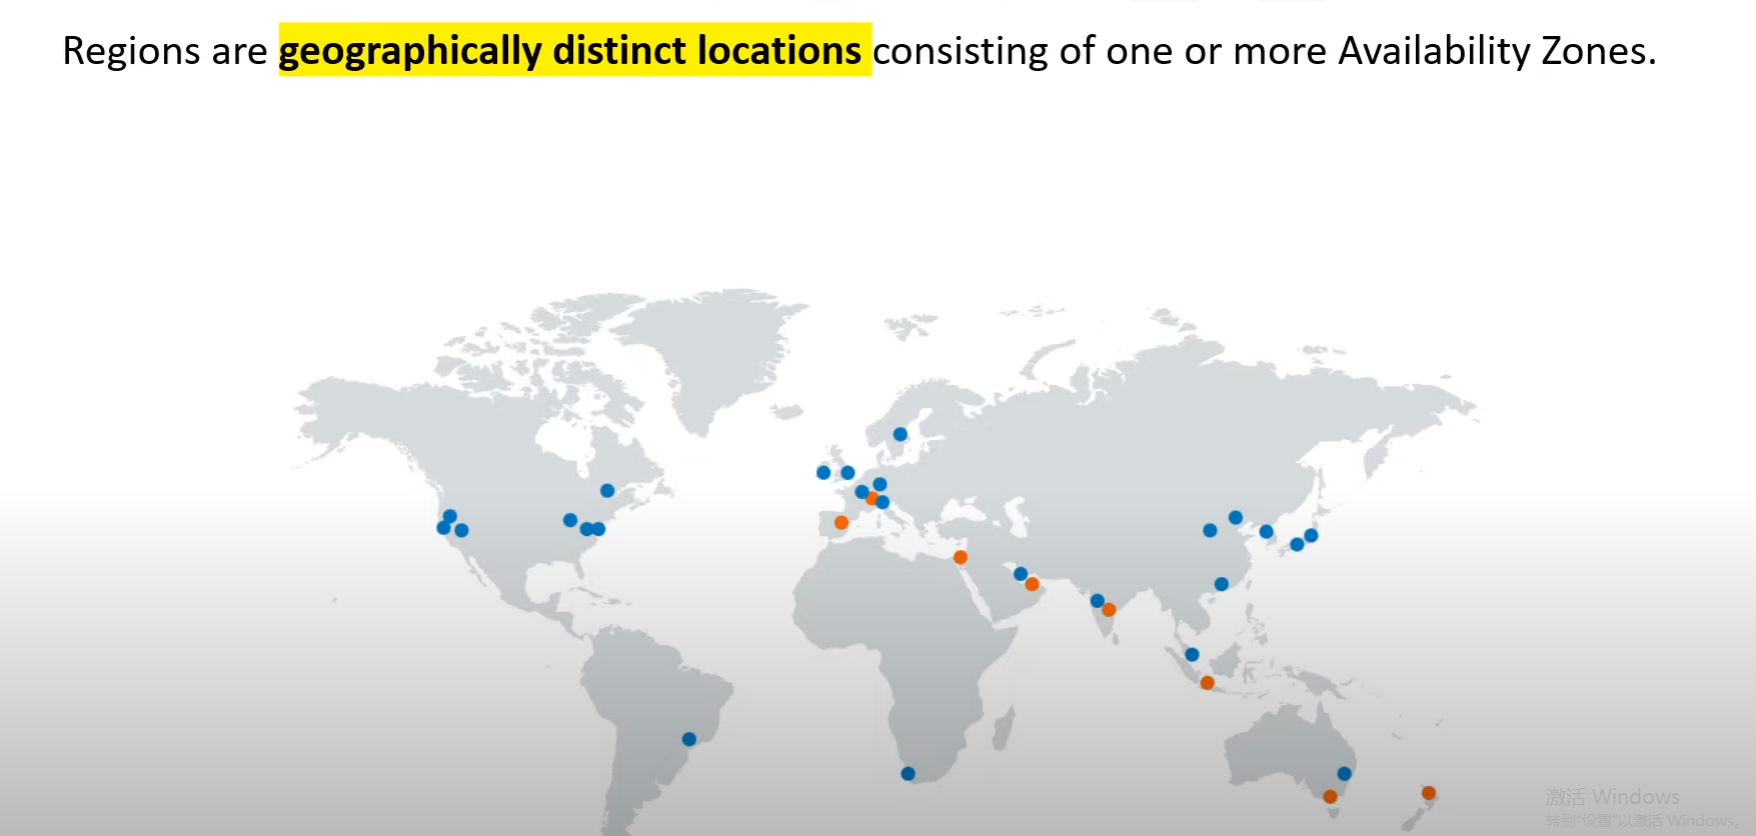 Regions are geographically distinct locations consisting of one or more Availability Zones.
激活 Windows
转到"设置"以激活 Windows。